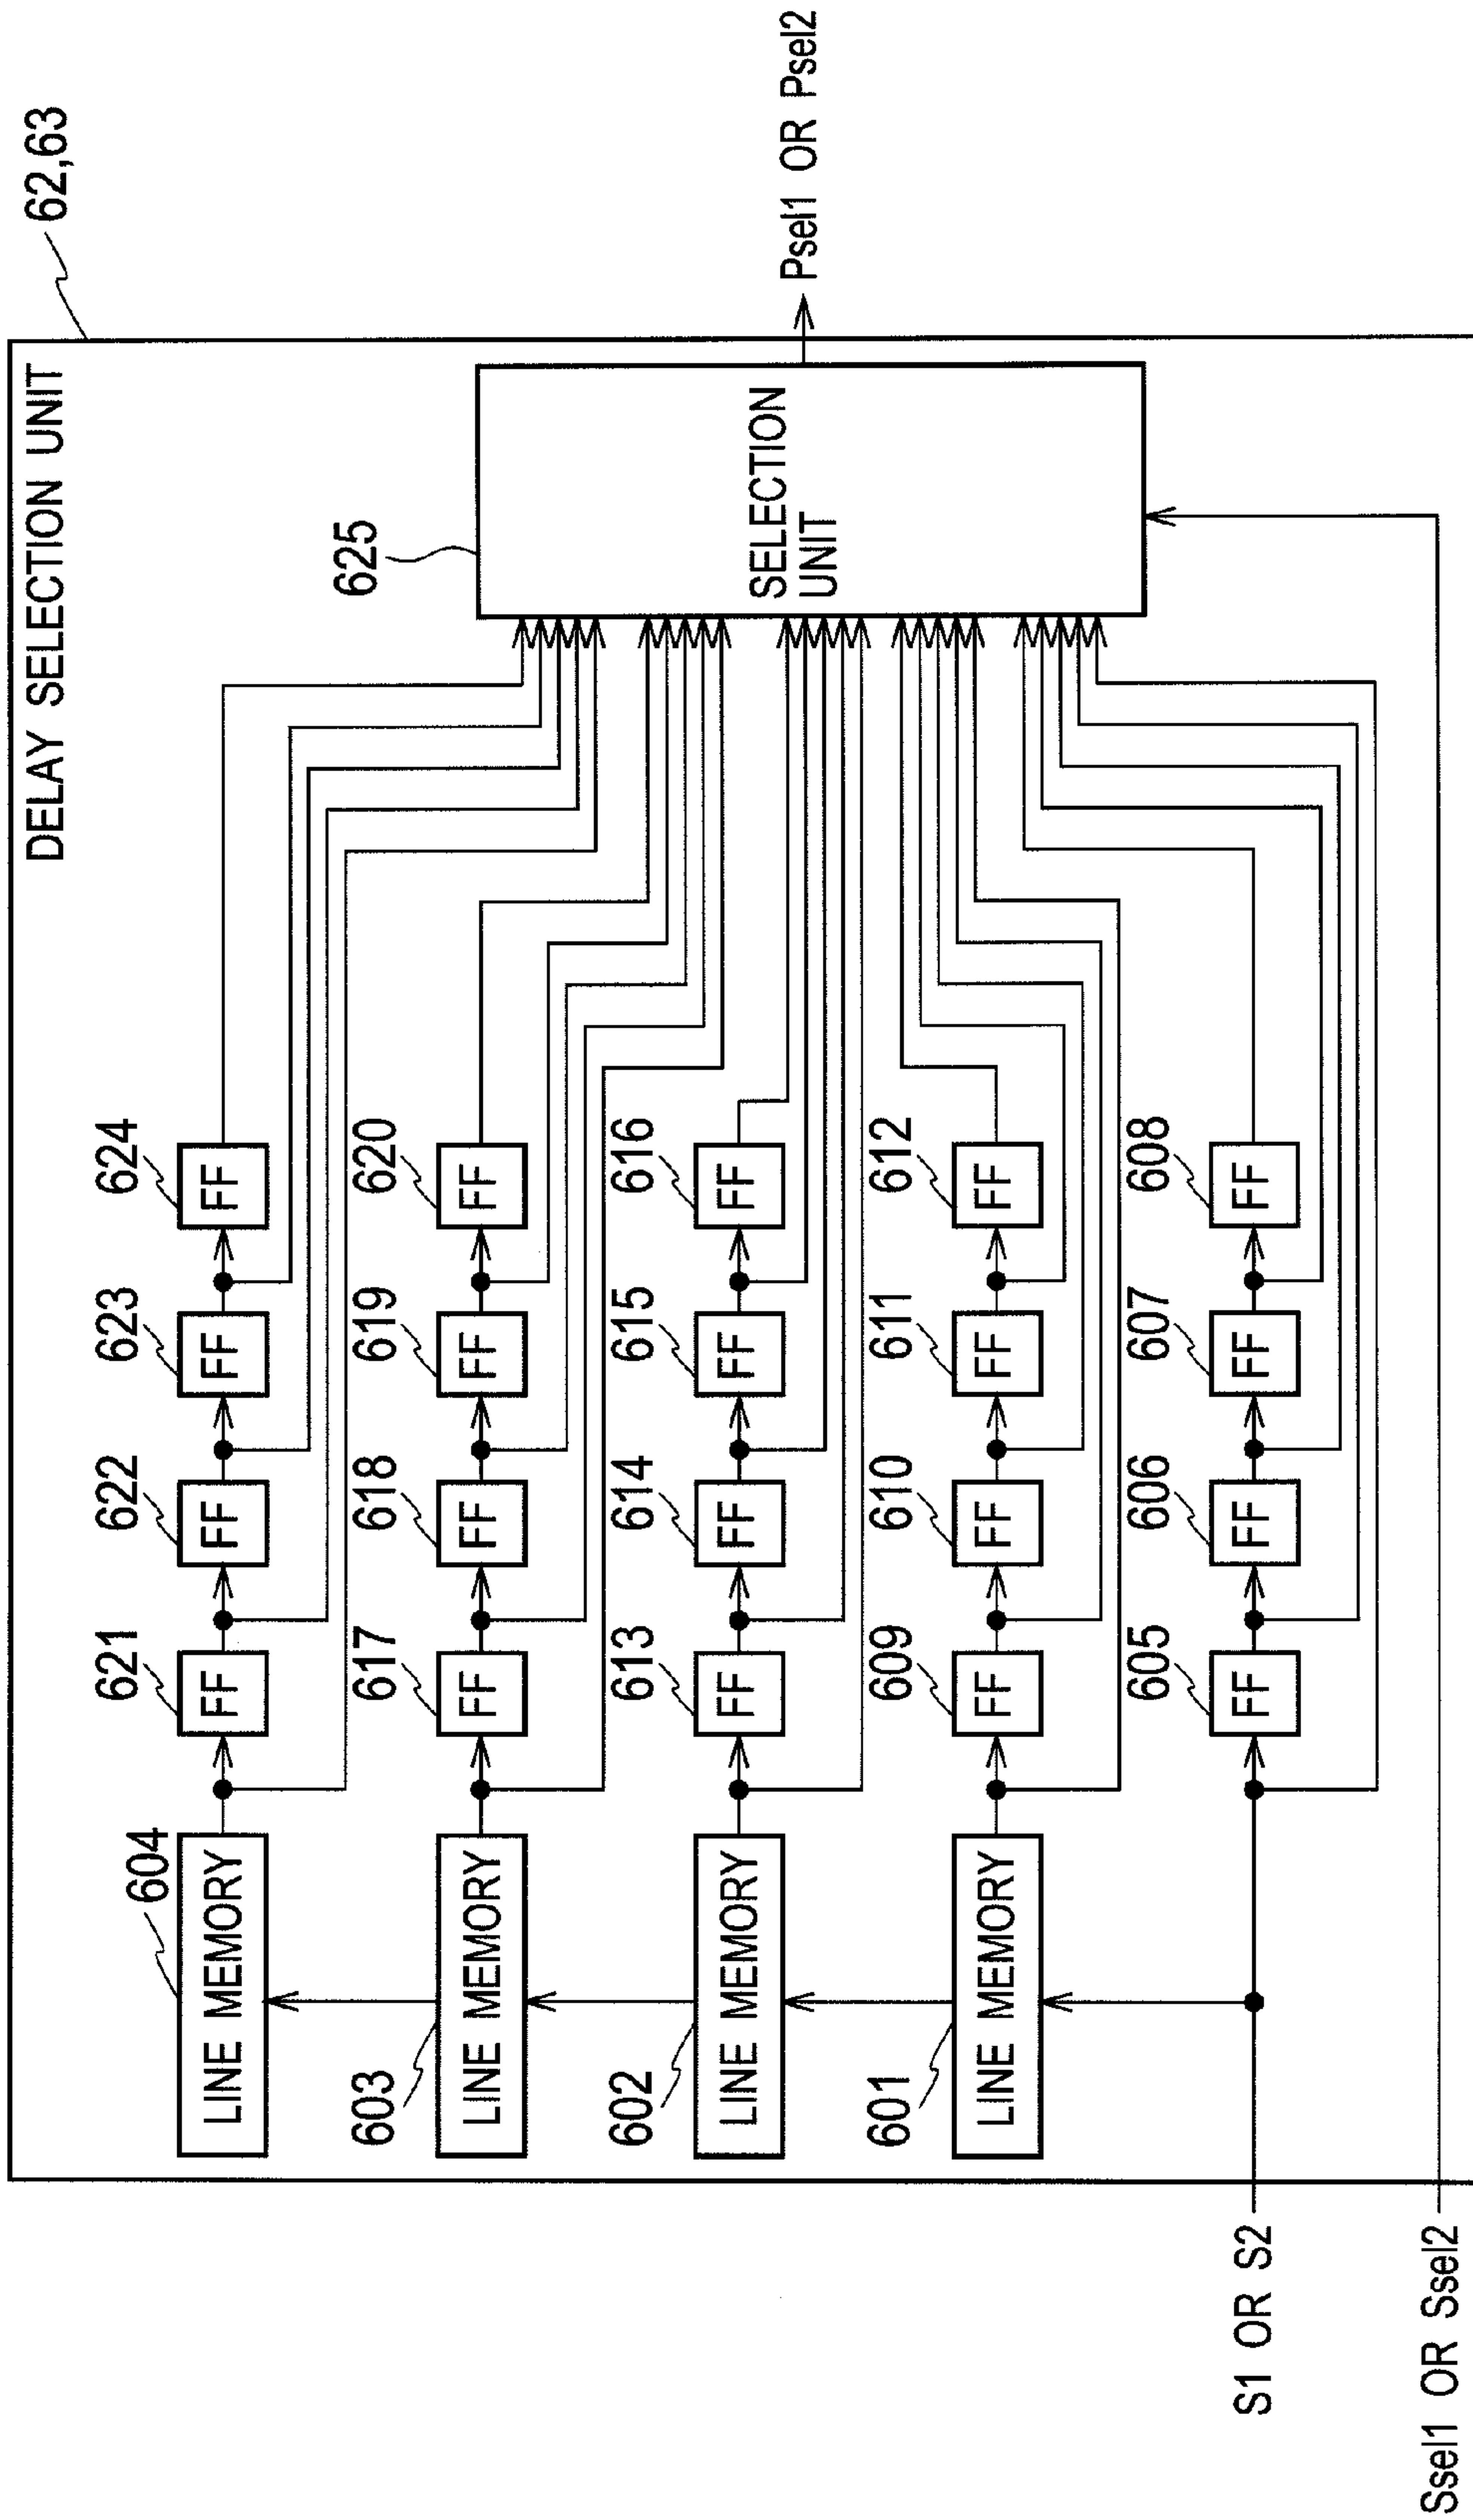 62,63
DELAY SELECTION UNIT
604
621
622
623
624
LINE MEMORY
FF
FF
FF
FF
625
603
617
618
619
620
LINE MEMORY
FF
FF
FF
FF
602
613
614
615
616
LINE MEMORY
FF
FF
FF
FF
SELECTION
UNIT
Psel1 OR Psel2
601
609
610
611
612
LINE MEMORY
FF
FF
FF
FF
605
606
607
608
FF
FF
FF
FF
S1 OR S2
Ssel1 OR Ssel2